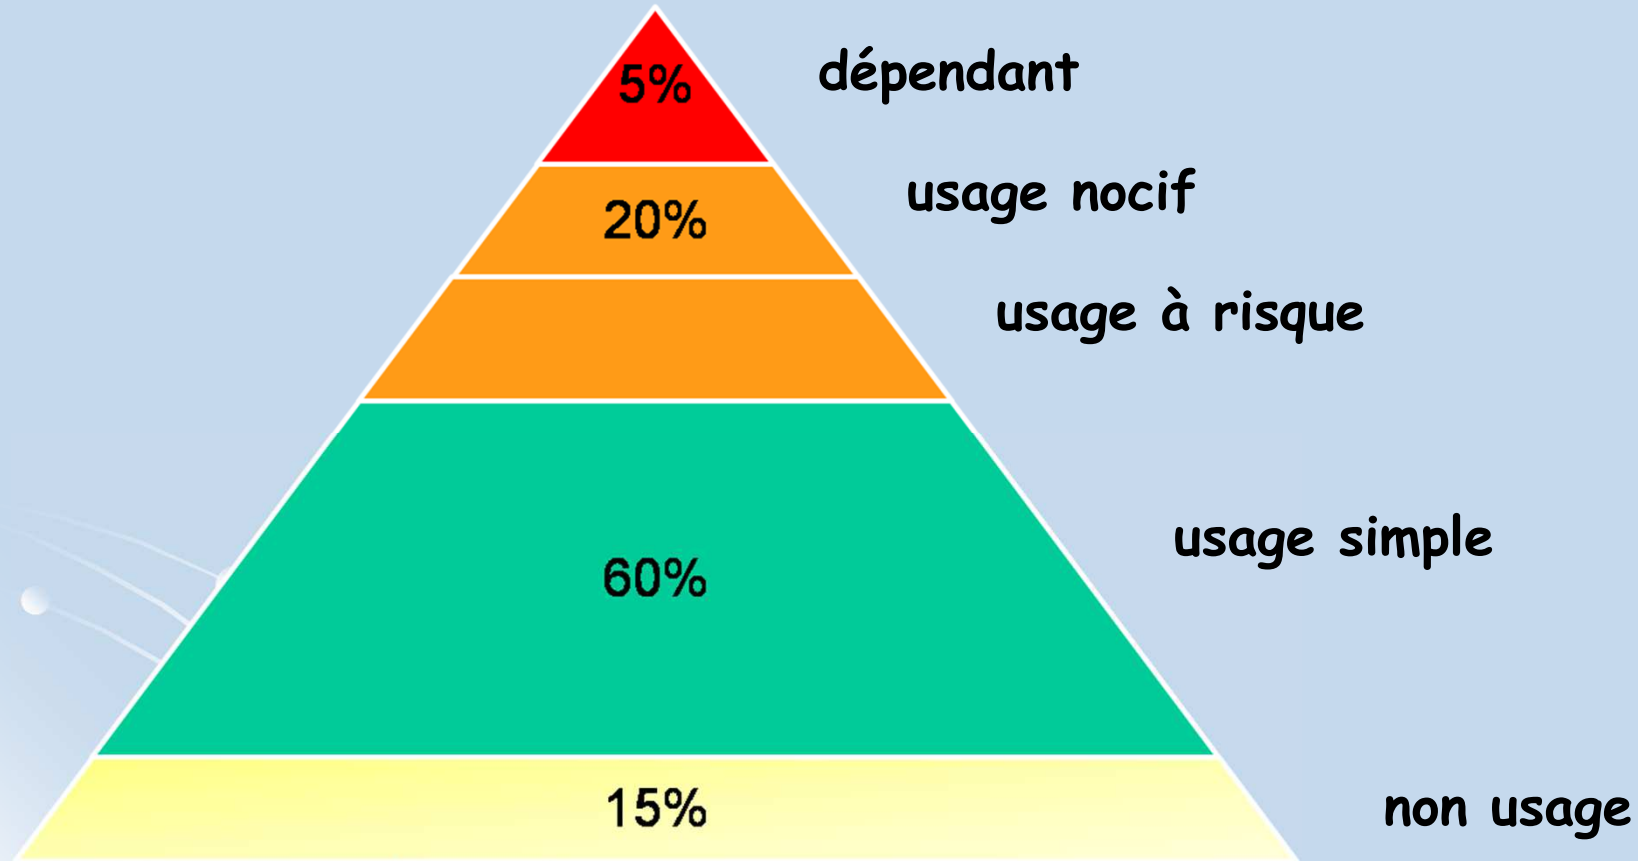 5%
dépendant
usage nocif
20%
usage à risque
usage simple
60%
15%
non usage